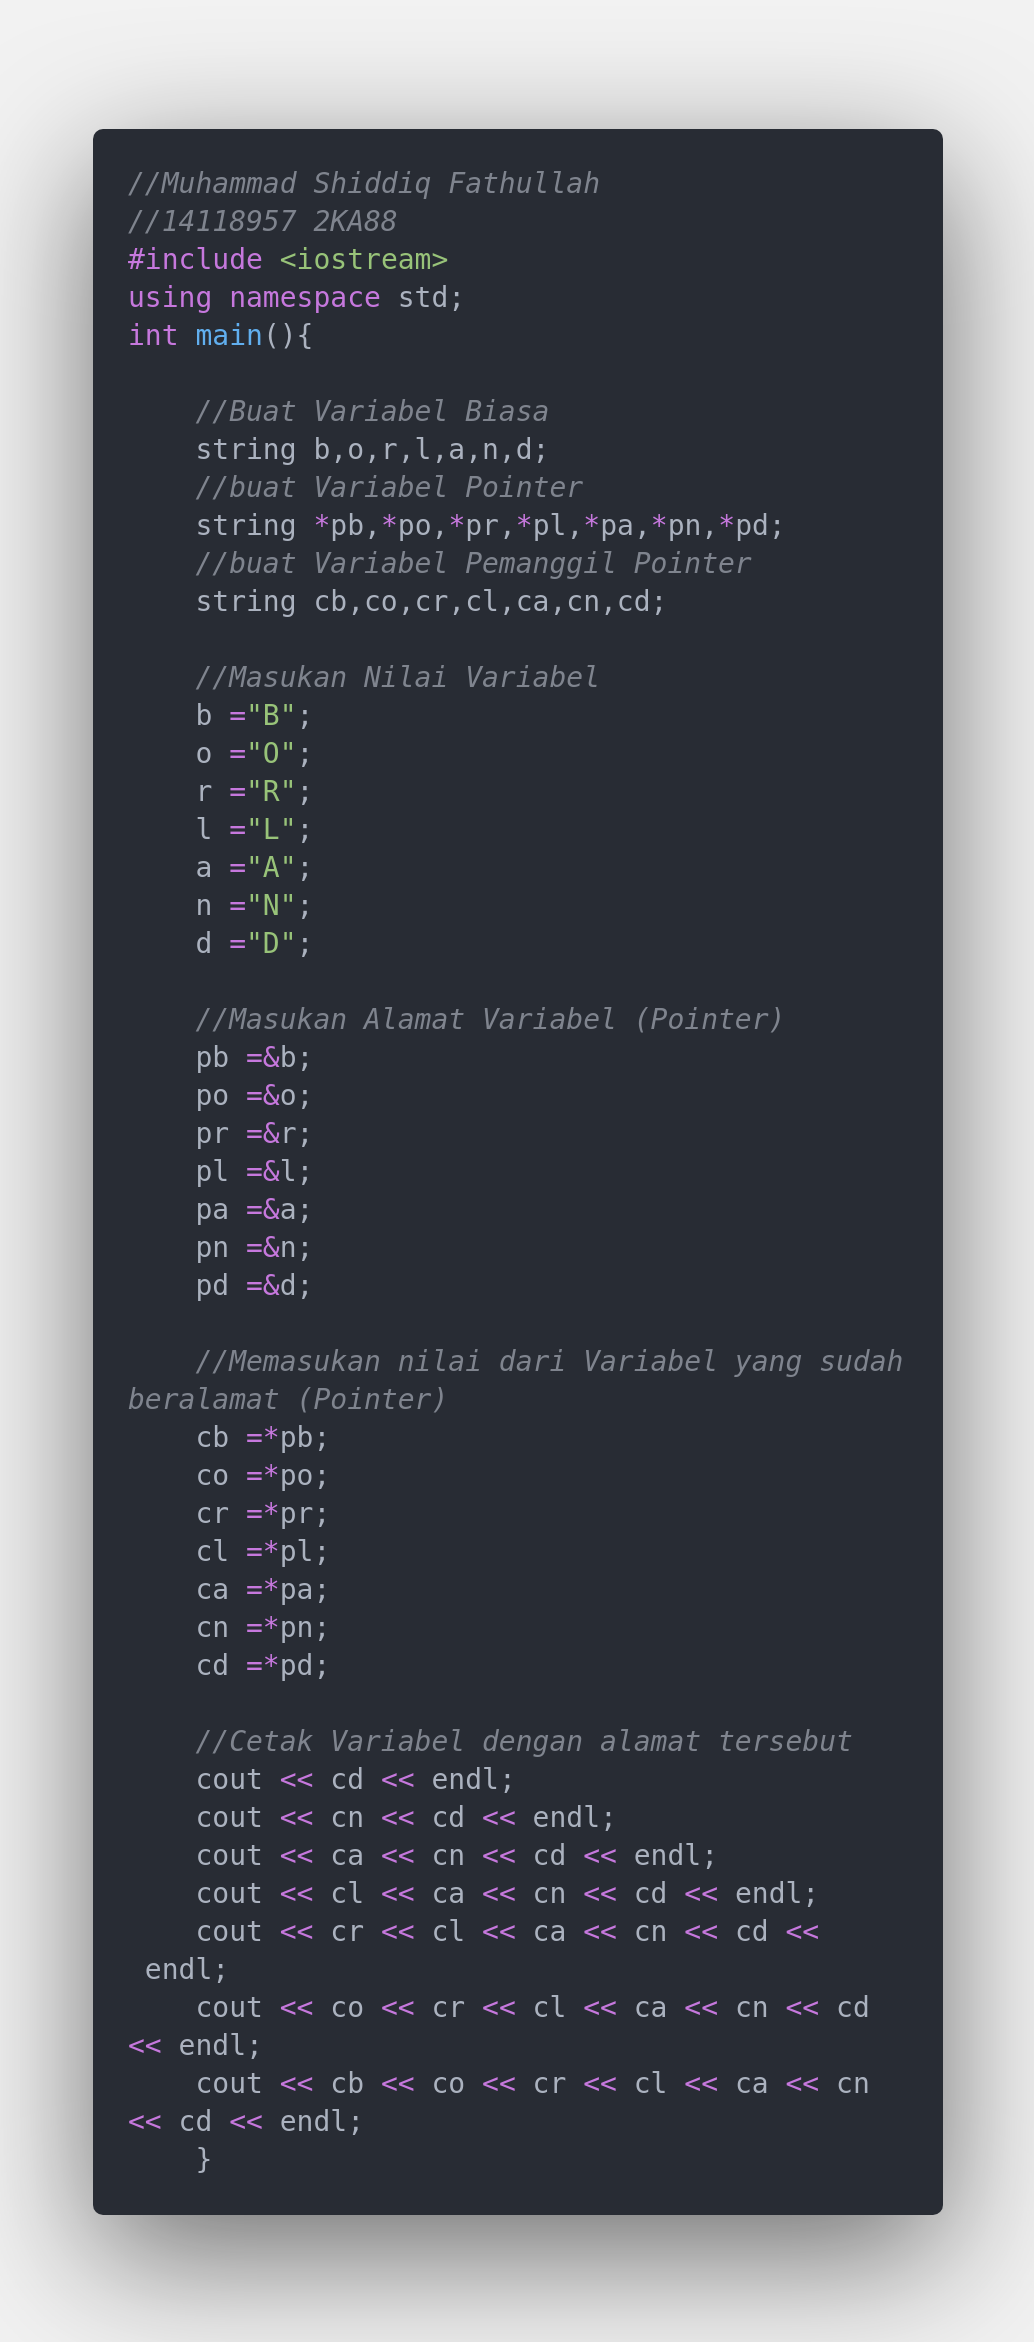 //Muhammad Shiddiq Fathullah
//14118957 2KA88
#include <iostream>
using namespace std;
int main(){
    //Buat Variabel Biasa
    string b,o,r,l,a,n,d;
    //buat Variabel Pointer
    string *pb,*po,*pr,*pl,*pa,*pn,*pd;
    //buat Variabel Pemanggil Pointer
    string cb,co,cr,cl,ca,cn,cd;
    //Masukan Nilai Variabel
    b ="B";
    o ="O";
    r ="R";
    l ="L";
    a ="A";
    n ="N";
    d ="D";
    //Masukan Alamat Variabel (Pointer)
    pb =&b;
    po =&o;
    pr =&r;
    pl =&l;
    pa =&a;
    pn =&n;
    pd =&d;
    //Memasukan nilai dari Variabel yang sudah
beralamat (Pointer)
    cb =*pb;
    co =*po;
    cr =*pr;
    cl =*pl;
    ca =*pa;
    cn =*pn;
    cd =*pd;
    //Cetak Variabel dengan alamat tersebut
    cout << cd << endl;
    cout << cn << cd << endl;
    cout << ca << cn << cd << endl;
    cout << cl << ca << cn << cd << endl;
    cout << cr << cl << ca << cn << cd <<
 endl;
    cout << co << cr << cl << ca << cn << cd
<< endl;
    cout << cb << co << cr << cl << ca << cn
<< cd << endl;
    }